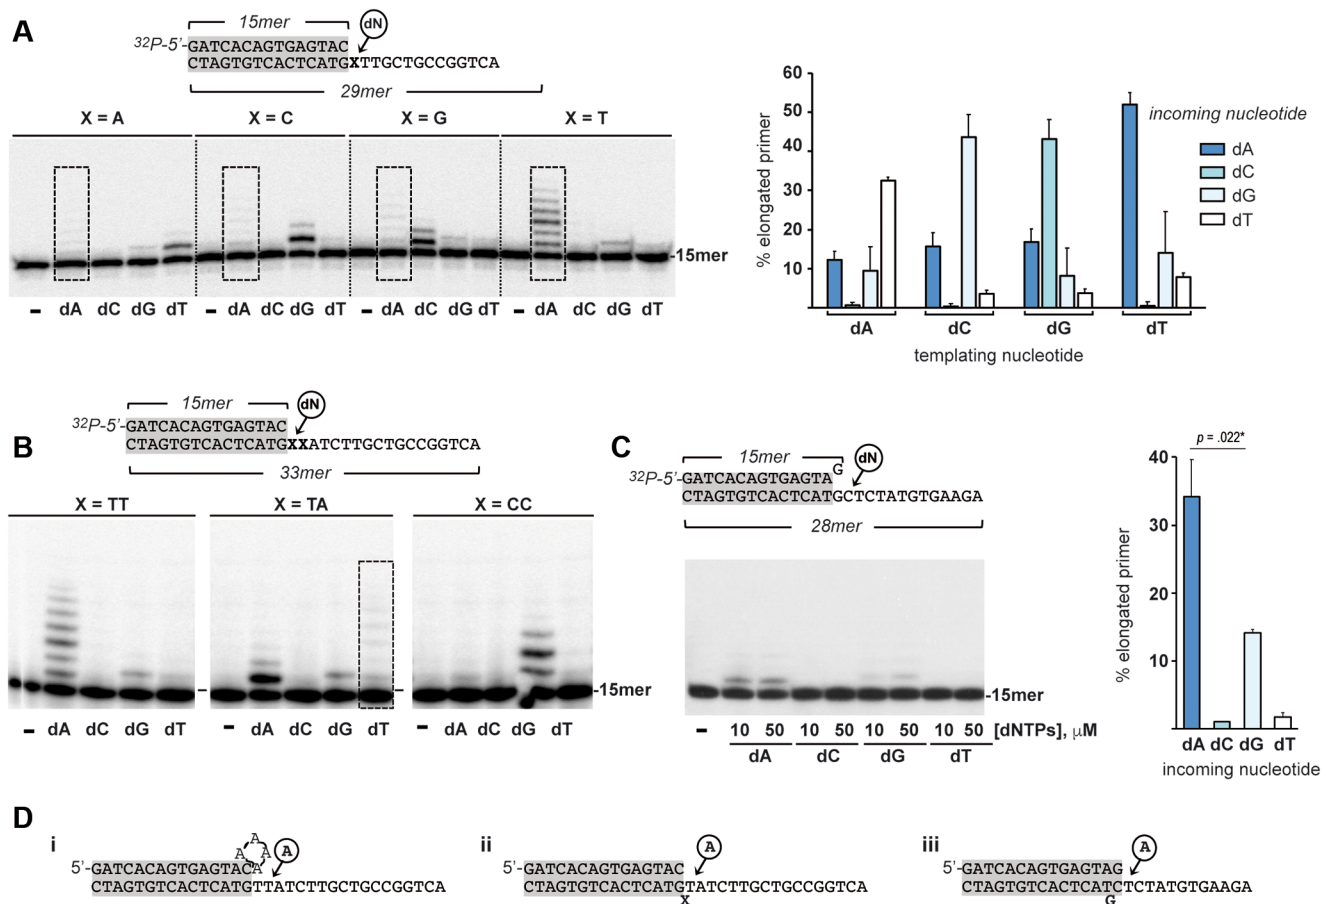 A
15mer
dN
32P-5'-GATCACAGTGAGTAC
CTAGTGTCACTCATGXTTGCTGCCGGTCA
29mer
X = A X = C X = G X = T
-15mer
– dA dC dG dT – dA dC dG dT – dA dC dG dT – dA dC dG dT
60
50
40
30
20
10
% elongated primer
incoming nucleotide
dA
dC
dG
dT
dA dC dG dT
templating nucleotide
B
15mer
dN
32P-5'-GATCACAGTGAGTAC
CTAGTGTCACTCATGXXATCTTGCTGCCGGTCA
33mer
X = TT X = TA X = CC
-15mer
– dA dC dG dT – dA dC dG dT – dA dC dG dT
C
15mer
dN
G
32P-5'-GATCACAGTGAGTA
CTAGTGTCACTCATGCTCTATGTGAAGA
28mer
-15mer
– 10 50 10 50 10 50 10 50 [dNTPs], μM
dA dC dG dT
p = .022*
40
30
20
10
% elongated primer
dA dC dG dT
incoming nucleotide
D
i
A
A A
A
5'-GATCACAGTGAGTACA
CTAGTGTCACTCATGTTATCTTGCTGCCGGTCA
ii
A
5'-GATCACAGTGAGTAC
CTAGTGTCACTCATGTATCTTGCTGCCGGTCA
X
iii
A
5'-GATCACAGTGAGTAG
CTAGTGTCACTCATCTCTATGTGAAGA
G